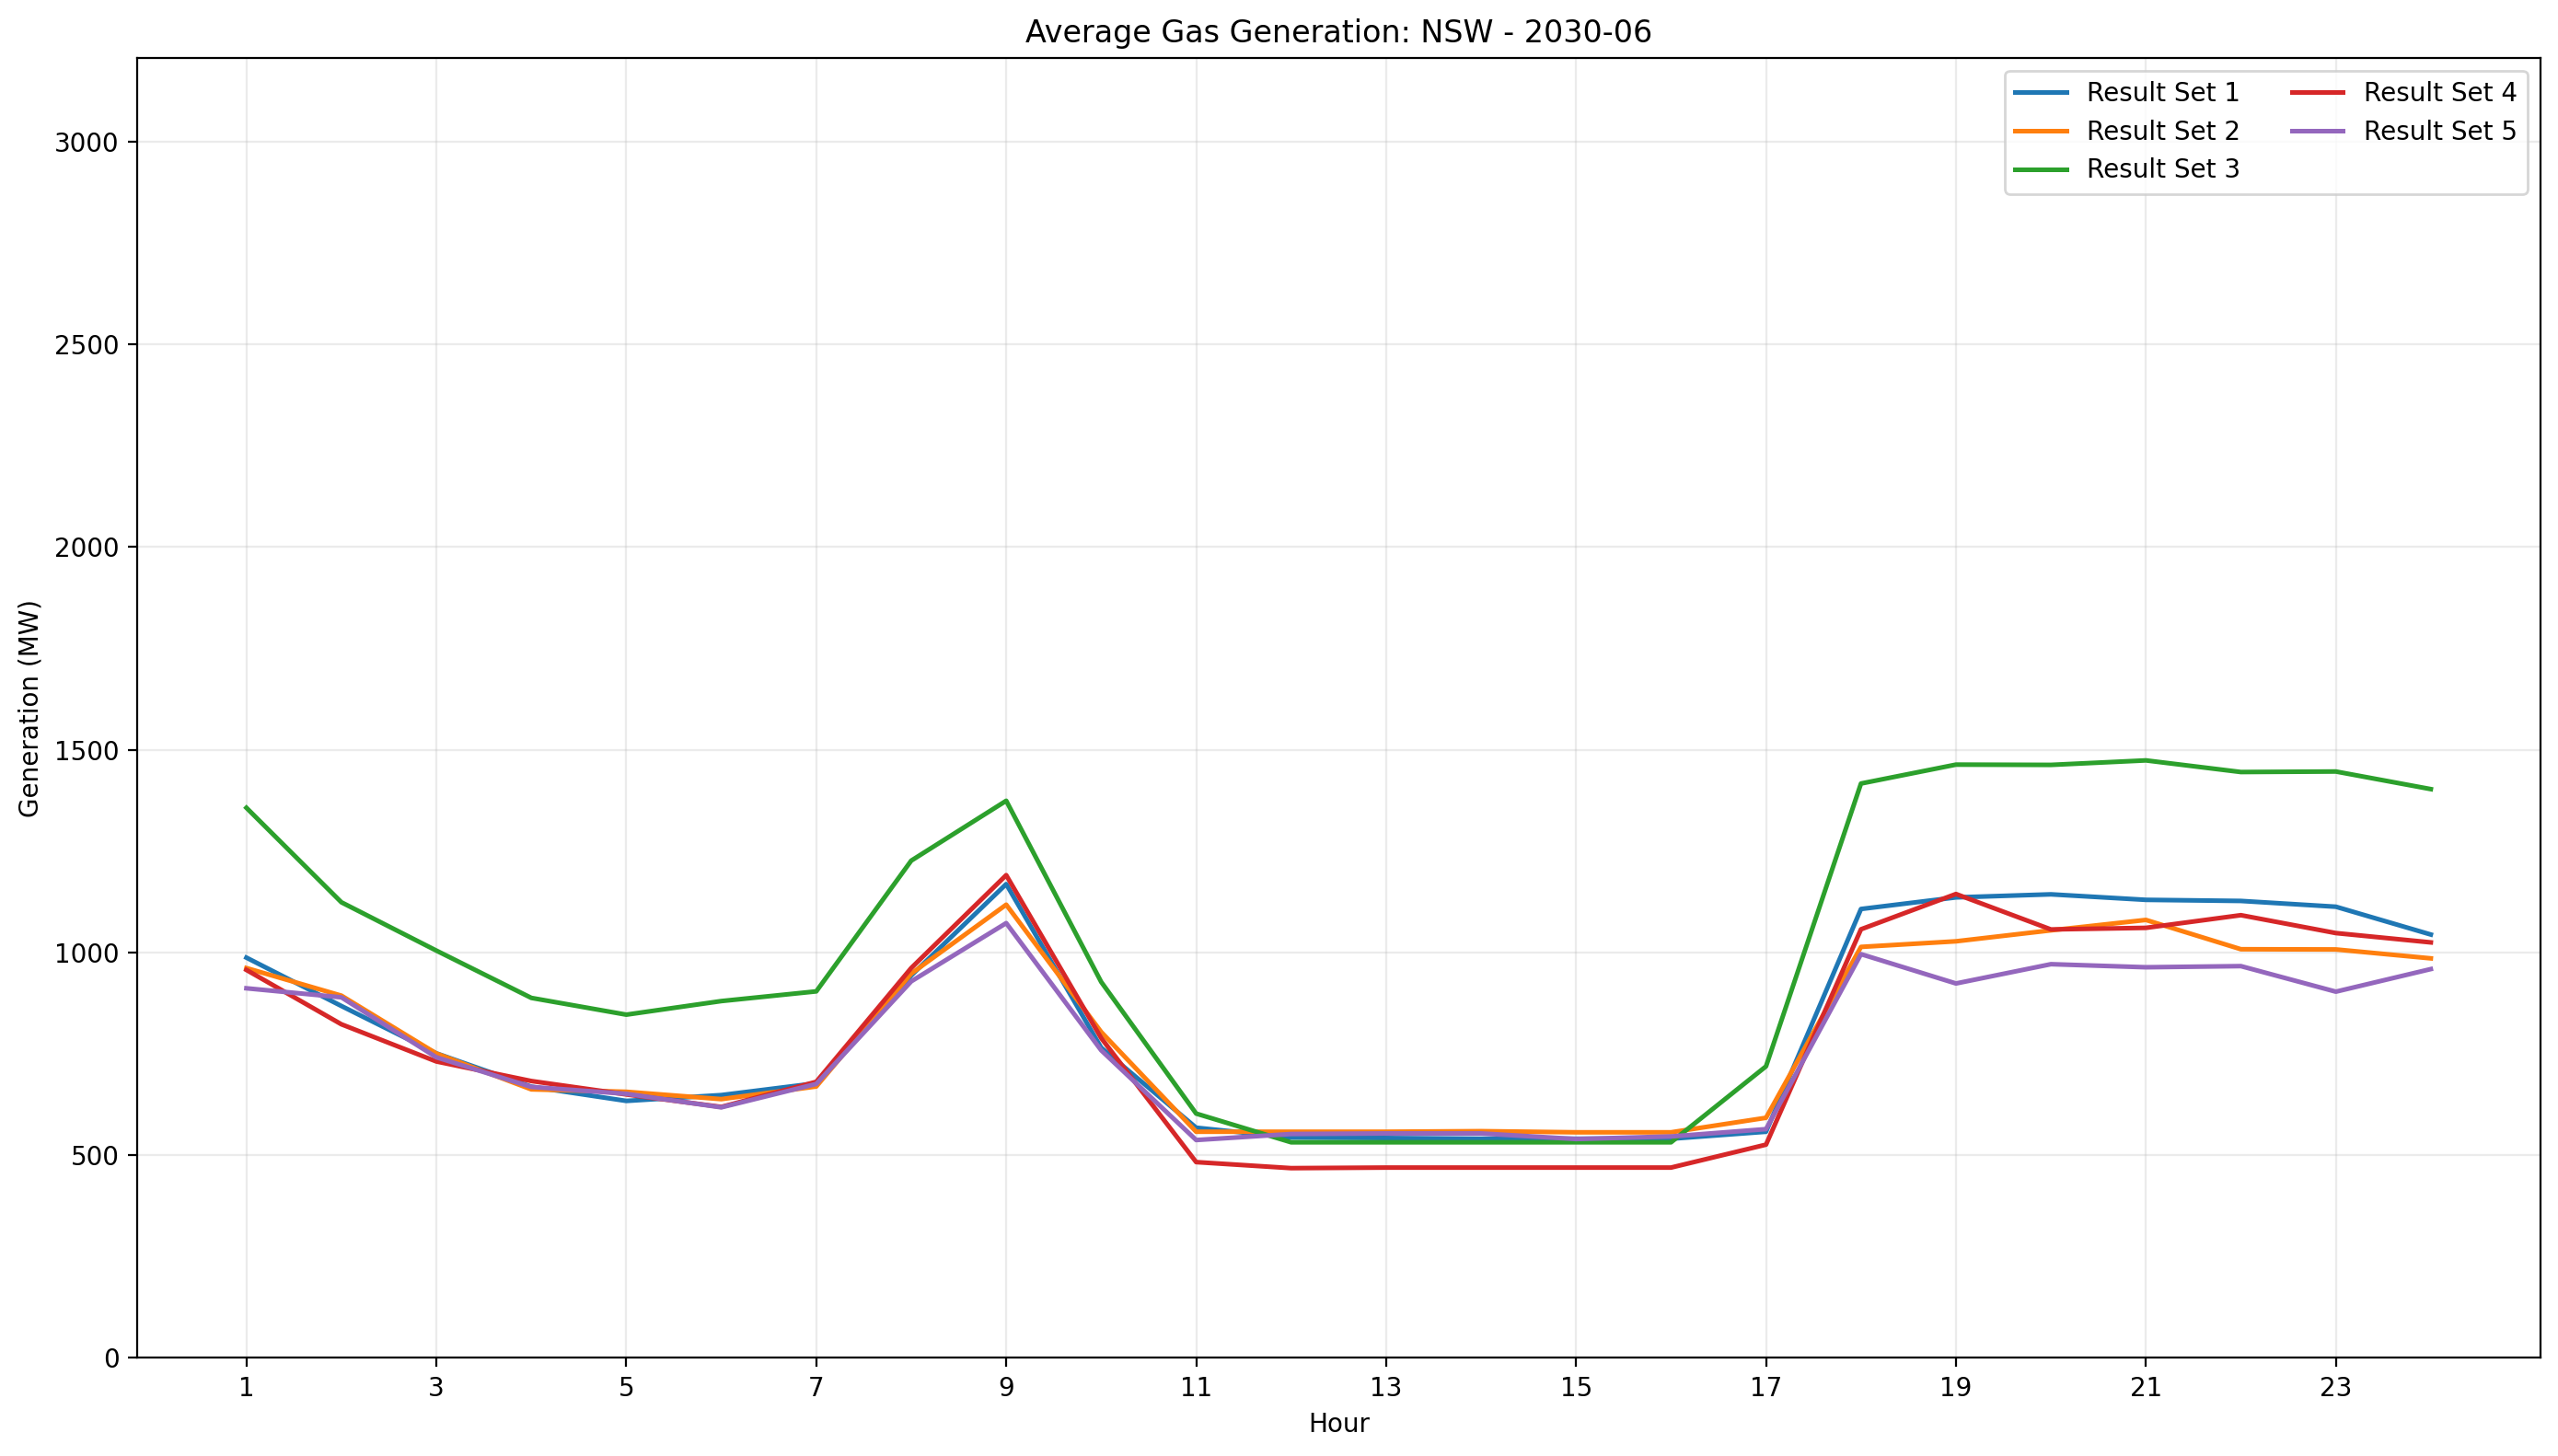 Average Gas Generation: NSW - 2030-06
Result Set 1
Result Set 2
Result Set 3
Result Set 4
Result Set 5
Generation (MW)
3000
2500
2000
1500
1000
500
0
1 3 5 7 9 11 13 15 17 19 21 23
Hour